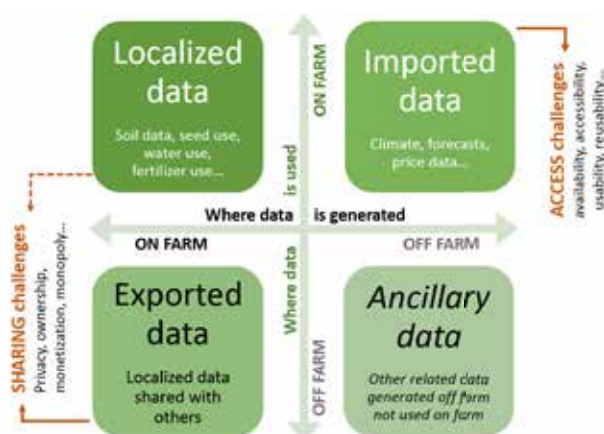 Localized
data
Soil data, seed use,
water use,
fertilizer use...
ON FARM
is used
Imported
data
Climate, forecasts,
price data...
ACCESS challenges
availability, accessibility,
usability, reusability...
Where data is generated
ON FARM
OFF FARM
SHARING challenges
Privacy, ownership,
monetization, monopoly...
Exported
data
Localized data
shared with
others
Where data
OFF FARM
Ancillary
data
Other related data
generated off farm
not used on farm